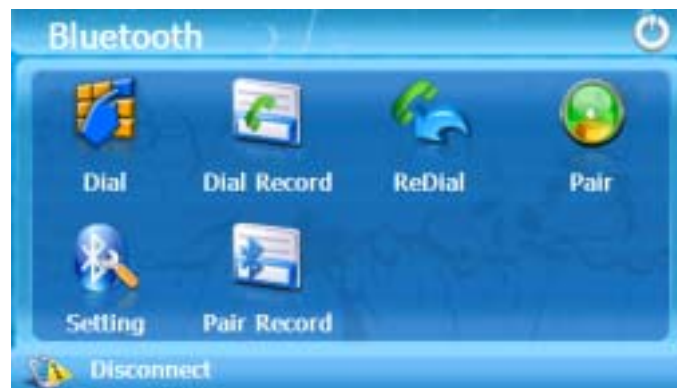 Bluetooth
Dial Dial Record ReDial Pair
Setting Pair Record
Disconnect